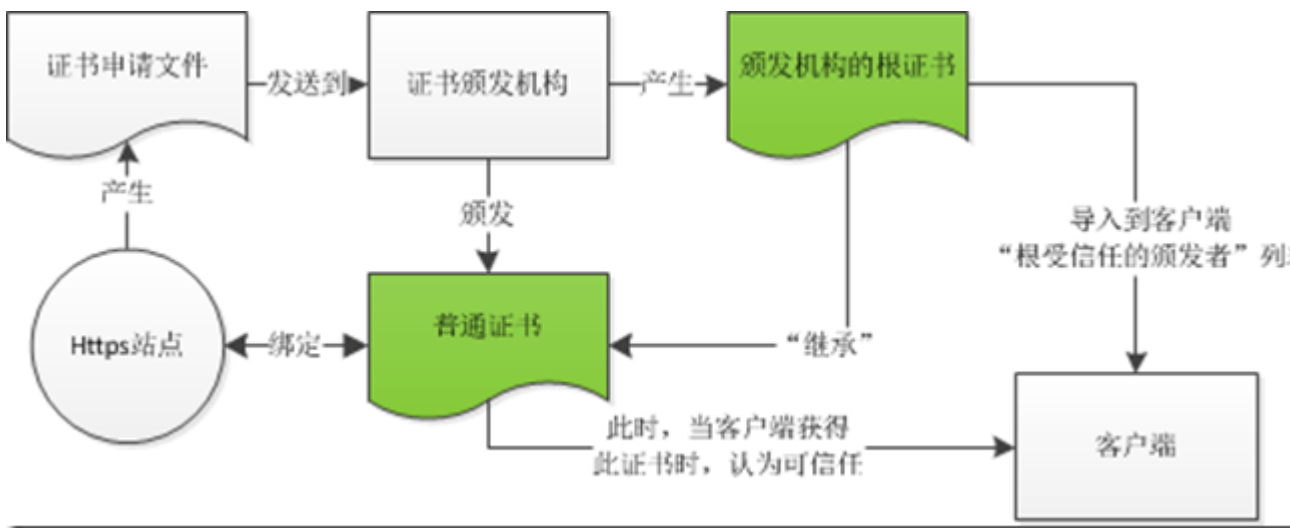 证书申请文件
发送到
证书颁发机构
产生
颁发机构的根证书
产生
颁发
导入到客户端
“根受信任的颁发者”列
Https站点
绑定
普通证书
“继承”
此时，当客户端获得
此证书时，认为可信任
客户端